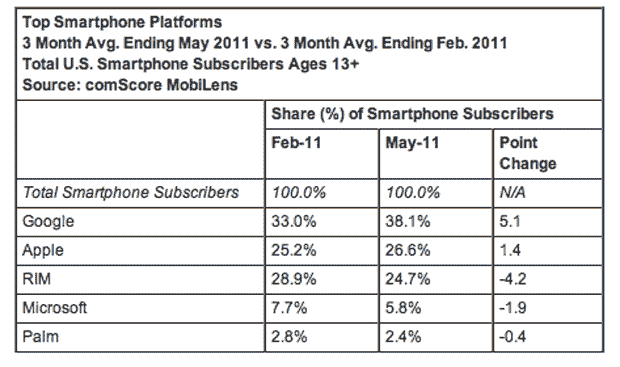 Top Smartphone Platforms
3 Month Avg. Ending May 2011 vs. 3 Month Avg. Ending Feb. 2011
Total U.S. Smartphone Subscribers Ages 13+
Source: comScore MobiLens
Share (%) of Smartphone Subscribers
Feb-11 May-11 Point
Change
Total Smartphone Subscribers 100.0% 100.0% N/A
Google 33.0% 38.1% 5.1
Apple 25.2% 26.6% 1.4
RIM 28.9% 24.7% -4.2
Microsoft 7.7% 5.8% -1.9
Palm 2.8% 2.4% -0.4